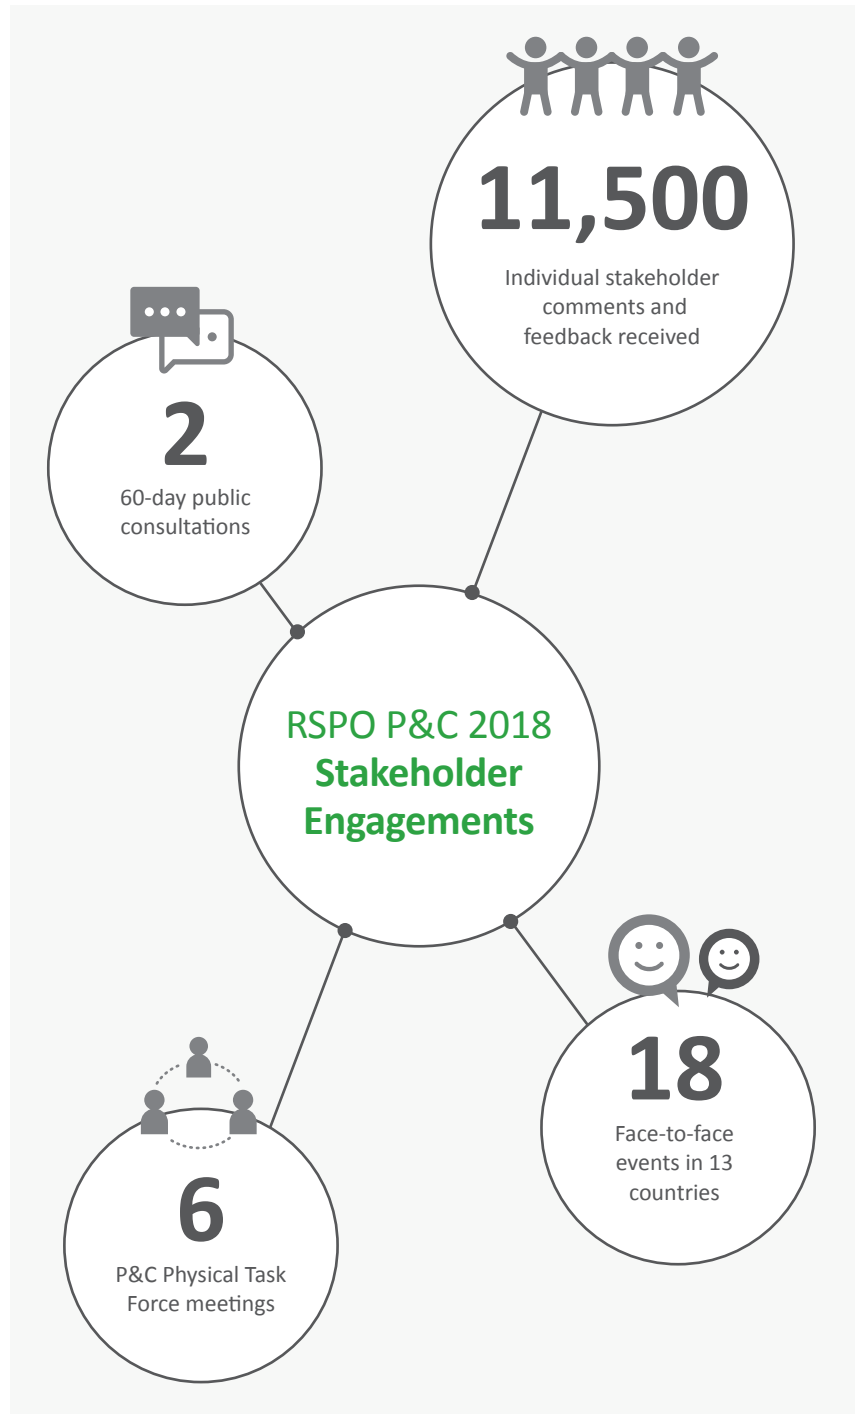 11,500
Individual stakeholder
comments and
feedback received
2
60-day public
consultations
RSPO P&C 2018
Stakeholder
Engagements
18
Face-to-face
events in 13
countries
6
P&C Physical Task
Force meetings